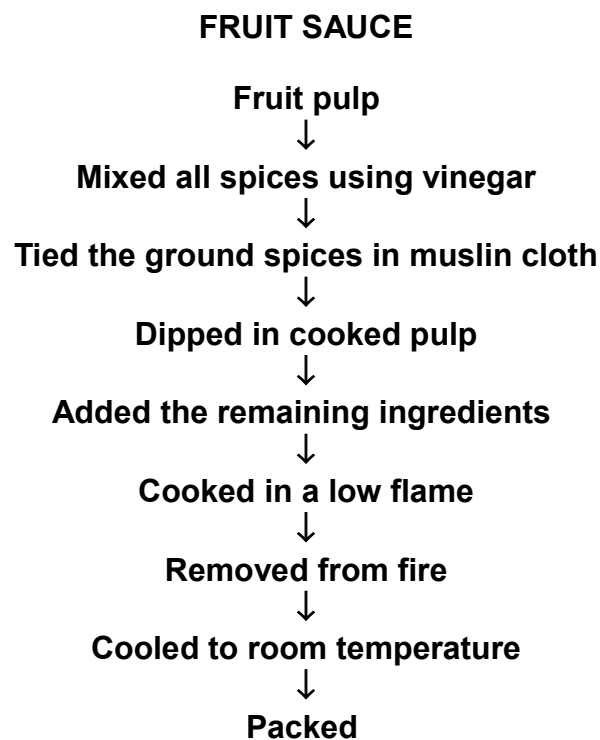 FRUIT SAUCE
Fruit pulp
↓
Mixed all spices using vinegar
↓
Tied the ground spices in muslin cloth
↓
Dipped in cooked pulp
↓
Added the remaining ingredients
↓
Cooked in a low flame
↓
Removed from fire
↓
Cooled to room temperature
↓
Packed